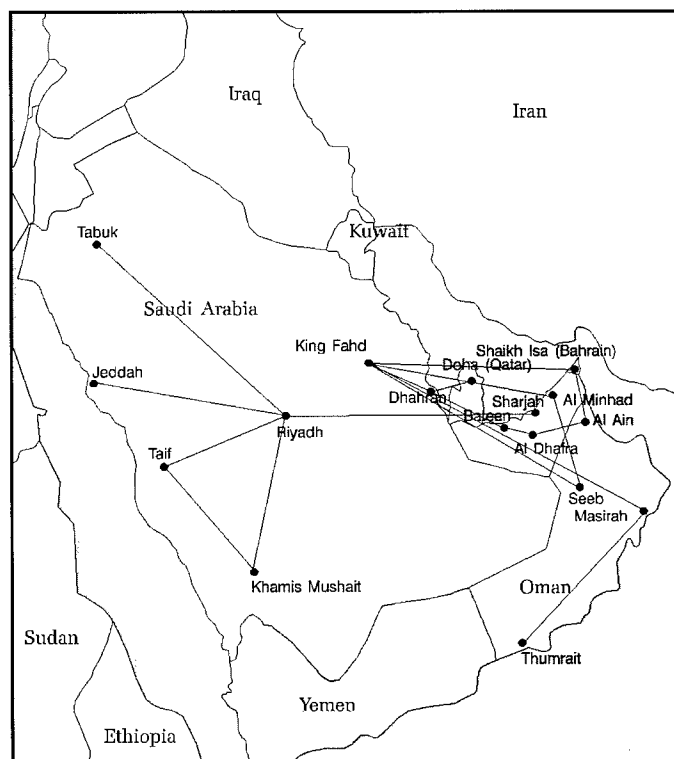 Iraq
Iran
Tabuk
Kuwait
Saudi Arabia
King Fahd
Shaikh Isa (Bahrain)
Doha (Qatar)
Jeddah
Dhahran
Sharjah
Al Minhad
Bateen
Al Ain
Riyadh
Al Dhafra
Taif
Seeb
Masirah
Khamis Mushait
Oman
Sudan
Thumrait
Yemen
Ethiopia